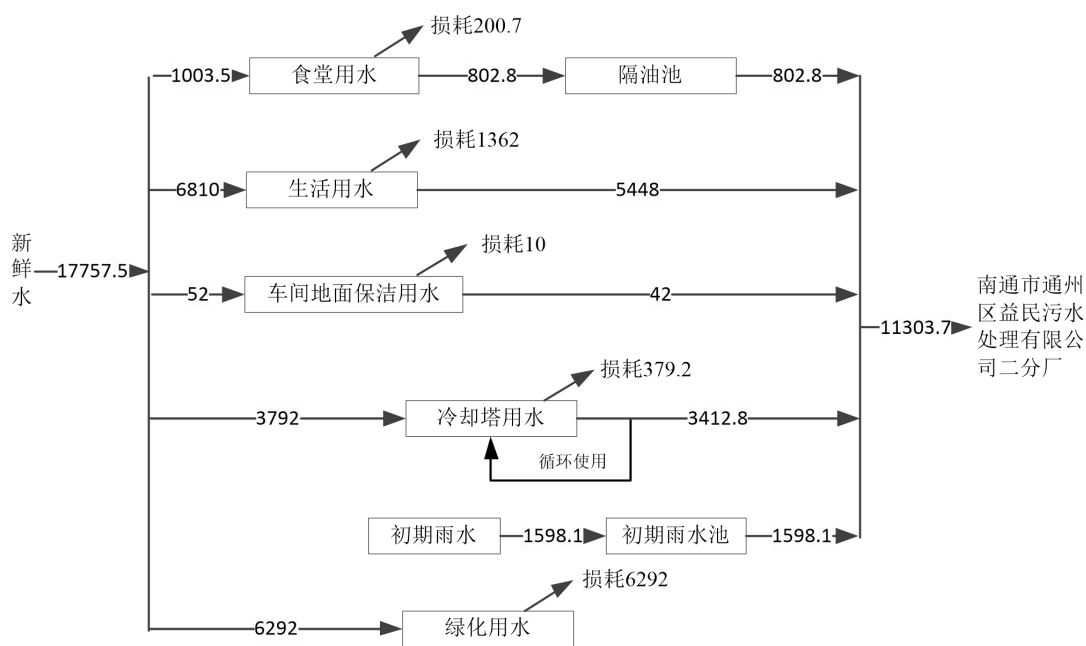 损耗200.7
1003.5
食堂用水
802.8
隔油池
802.8
损耗1362
6810
生活用水
5448
新
鲜
水
17757.5
损耗10
52
车间地面保洁用水
42
南通市通州
区益民污水
处理有限公
司二分厂
11303.7
损耗379.2
3792
冷却塔用水
3412.8
循环使用
初期雨水
1598.1
初期雨水池
1598.1
损耗6292
6292
绿化用水